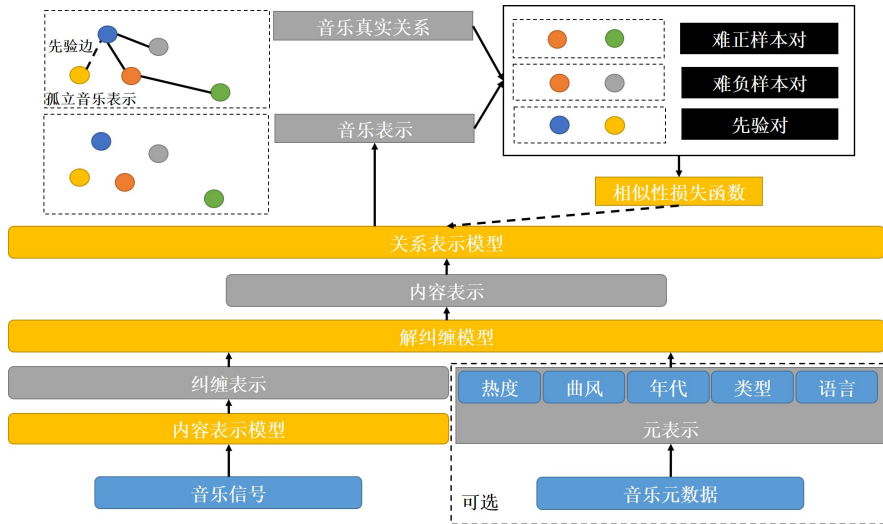 音乐真实关系
先验边
难正样本对
难负样本对
孤立音乐表示
音乐表示
先验对
相似性损失函数
关系表示模型
内容表示
解纠缠模型
纠缠表示
热度
曲风
年代
类型
语言
内容表示模型
元表示
音乐信号
可选
音乐元数据